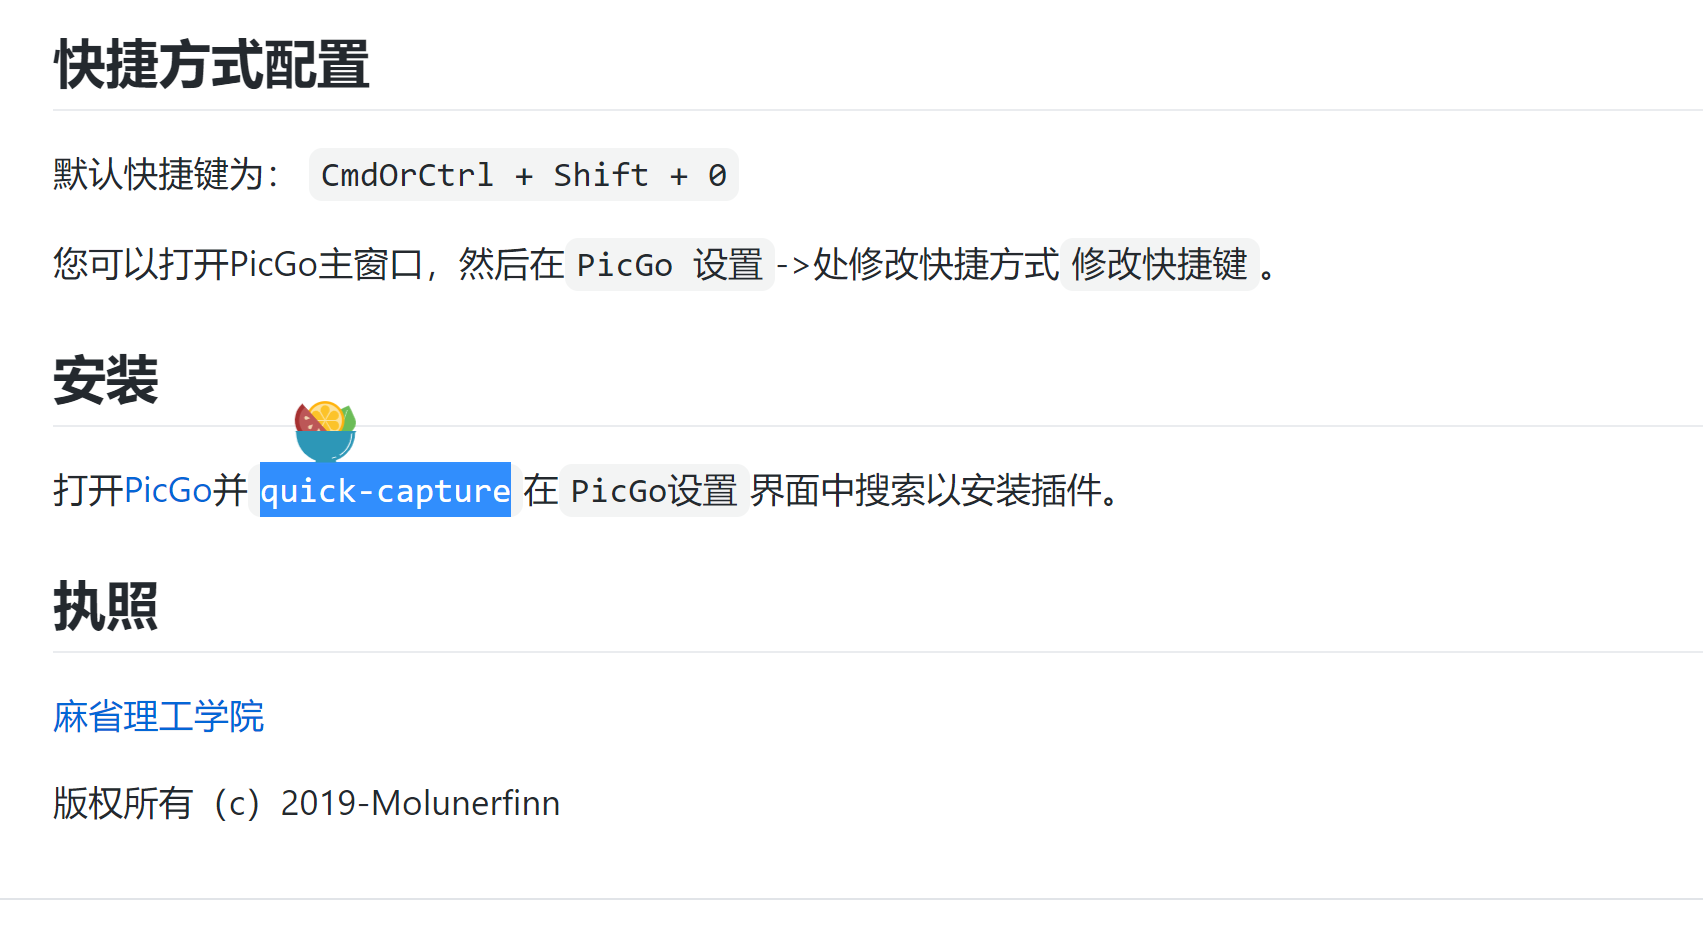 快捷方式配置
默认快捷键为： CmdOrCtrl + Shift + 0
您可以打开PicGo主窗口，然后在 PicGo 设置 ->处修改快捷方式 修改快捷键 。
安装
打开PicGo并 quick-capture 在 PicGo设置 界面中搜索以安装插件。
执照
麻省理工学院
版权所有（c）2019-Molunerfinn